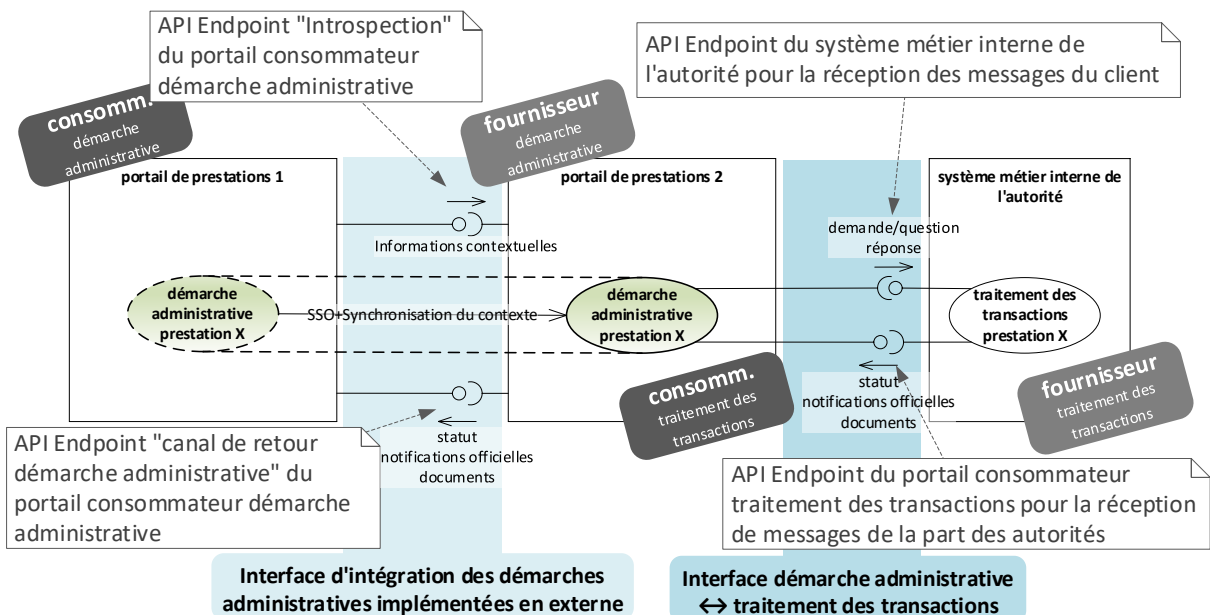 API Endpoint "Introspection"
du portail consommateur
démarche administrative
API Endpoint du système métier interne de
l'autorité pour la réception des messages du client
consomm.
démarche
administrative
fournisseur
démarche
administrative
portail de prestations 1
portail de prestations 2
système métier interne de
l'autorité
Informations contextuelles
demande/question
réponse
démarche
administrative
prestation X
SSO+Synchronisation du contexte
démarche
administrative
prestation X
traitement des
transactions
prestation X
consomm.
traitement des
transactions
fournisseur
traitement des
transactions
statut
notifications officielles
documents
statut
notifications officielles
documents
API Endpoint "canal de retour
démarche administrative" du
portail consommateur démarche
administrative
API Endpoint du portail consommateur
traitement des transactions pour la réception
de messages de la part des autorités
Interface d'intégration des démarches
administratives implémentées en externe
Interface démarche administrative
↔ traitement des transactions